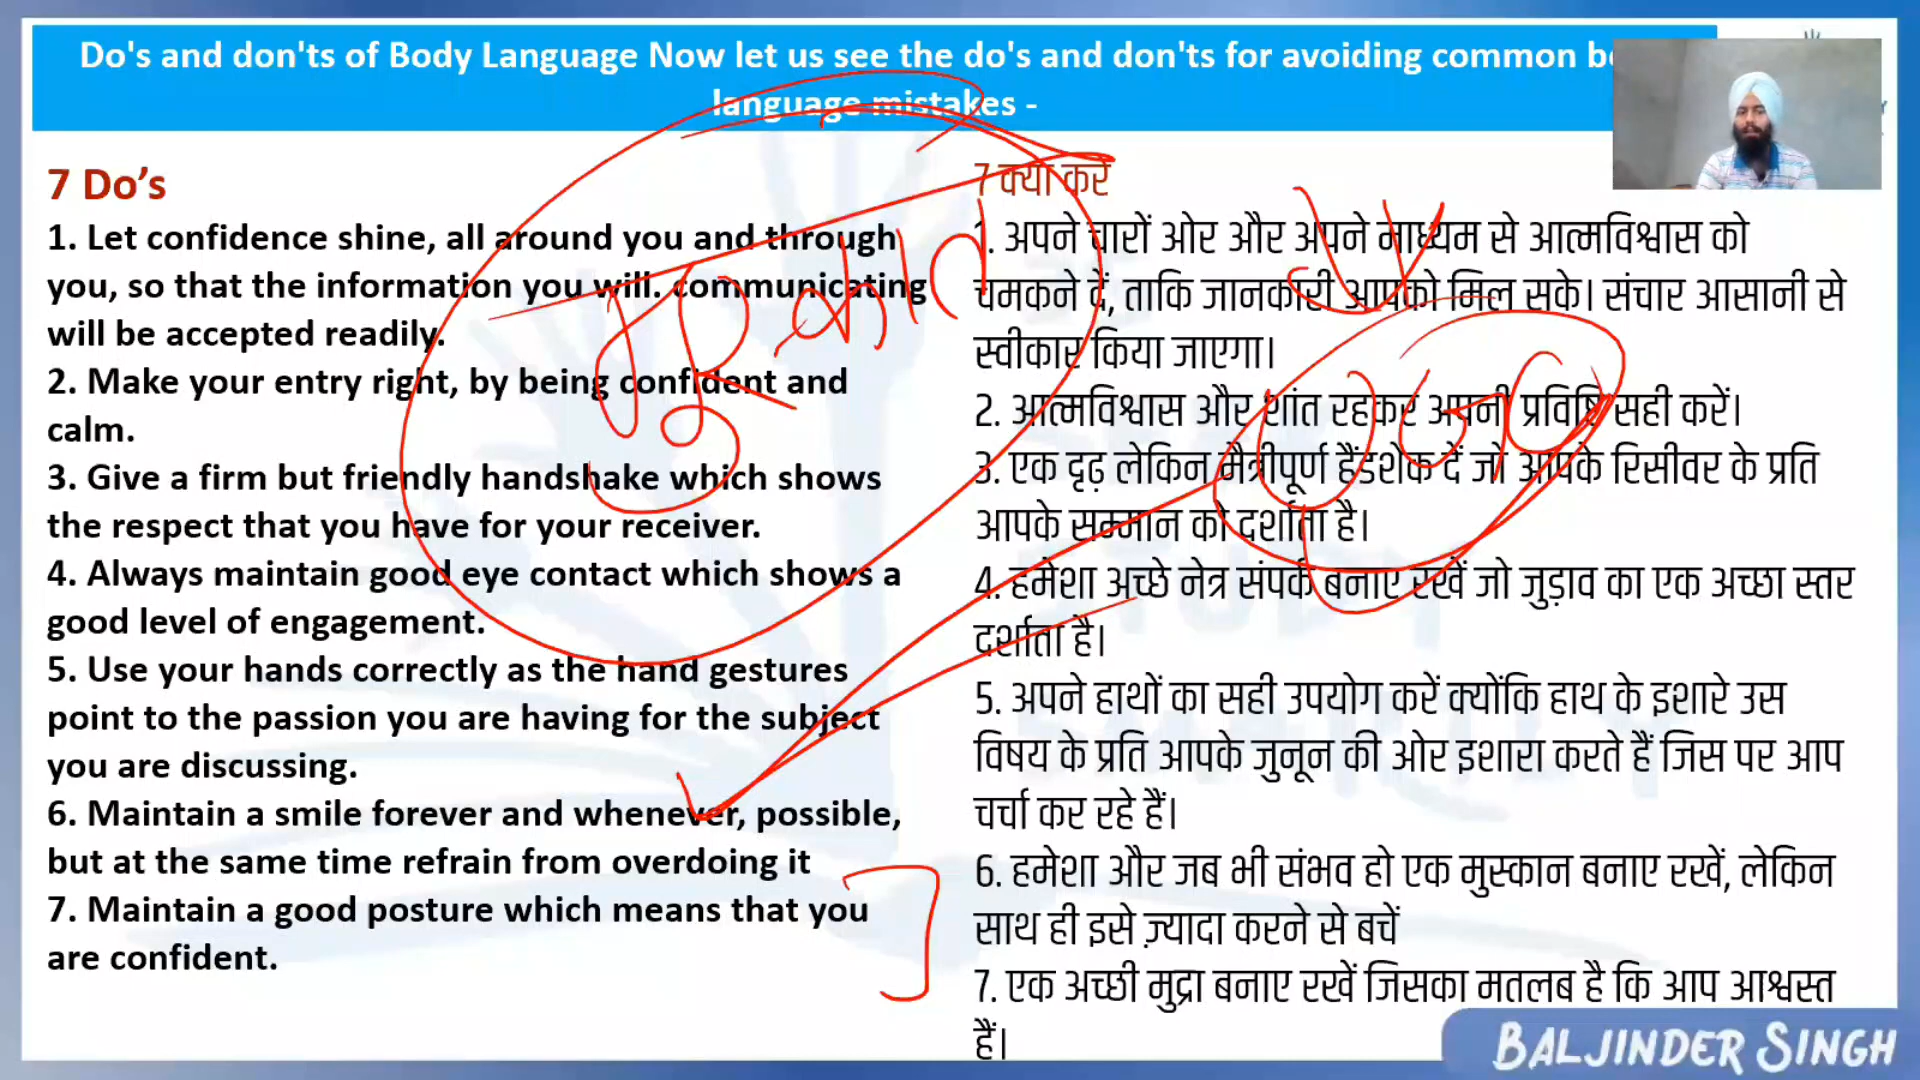 Do's and don'ts of Body Language Now let us see the do's and don'ts for avoiding common
language mistakes -
7 Do’s
1. Let confidence shine, all around you and through
you, so that the information you will. communicating
will be accepted readily.
2. Make your entry right, by being confident and
calm.
3. Give a firm but friendly handshake which shows
the respect that you have for your receiver.
4. Always maintain good eye contact which shows a
good level of engagement.
5. Use your hands correctly as the hand gestures
point to the passion you are having for the subject
you are discussing.
6. Maintain a smile forever and whenever, possible,
but at the same time refrain from overdoing it
7. Maintain a good posture which means that you
are confident.
7 क्या करें
1. अपने चारों ओर और अपने माध्यम से आत्मविश्वास को
चमकने दें, ताकि जानकारी आपको मिल सके। संचार आसानी से
स्वीकार किया जाएगा।
2. आत्मविश्वास और शांत रहकर अपनी प्रविष्टि सही करें।
3. एक दृढ़ लेकिन मैत्रीपूर्ण हैंडशेक दें जो आपके रिसीवर के प्रति
आपके सम्मान को दर्शाता है।
4. हमेशा अच्छे नेत्र संपर्क बनाए रखें जो जुड़ाव का एक अच्छा स्तर
दर्शाता है।
5. अपने हाथों का सही उपयोग करें क्योंकि हाथ के इशारे उस
विषय के प्रति आपके जुनून की ओर इशारा करते हैं जिस पर आप
चर्चा कर रहे हैं।
6. हमेशा और जब भी संभव हो एक मुस्कान बनाए रखें, लेकिन
साथ ही इसे ज़्यादा करने से बचें
7. एक अच्छी मुद्रा बनाए रखें जिसका मतलब है कि आप आश्वस्त
हैं।
BALJINDER SINGH